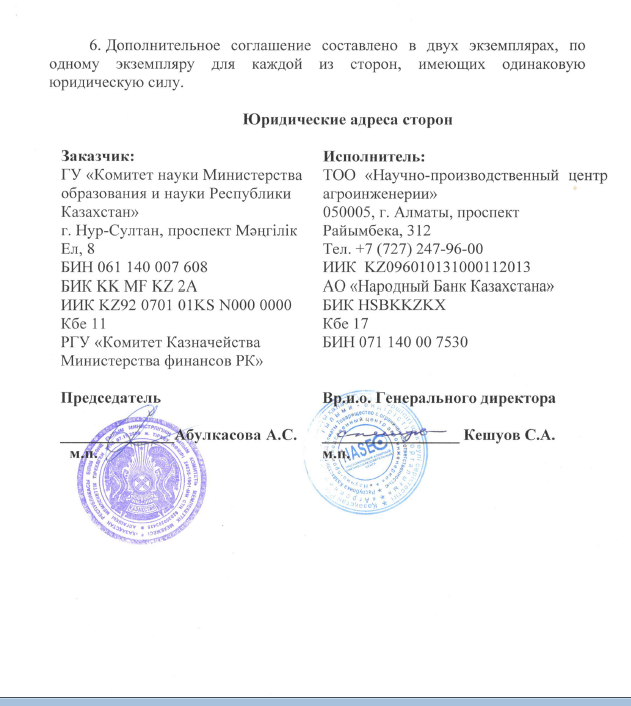 6. Дополнительное соглашение составлено в двух экземплярах, по
одному экземпляру для каждой из сторон, имеющих одинаковую
юридическую силу.
Юридические адреса сторон
Заказчик:
ГУ «Комитет науки Министерства
образования и науки Республики
Казахстан»
г. Нур-Султан, проспект Мәңгілік
Ел, 8
БИН 061 140 007 608
БИК KK MF KZ 2A
ИИК KZ92 0701 01KS N000 0000
Кбе 11
РГУ «Комитет Казначейства
Министерства финансов РК»
Председатель
Абулкасова А.С.
м.п.
Исполнитель:
ТОО «Научно-производственный центр
агроинженерии»
050005, г. Алматы, проспект
Райымбека, 312
Тел. +7 (727) 247-96-00
ИИК KZ096010131000112013
АО «Народный Банк Казахстана»
БИК HSBKKZKX
Кбе 17
БИН 071 140 00 7530
Вр.и.о. Генерального директора
Кешуов С.А.
м.п.